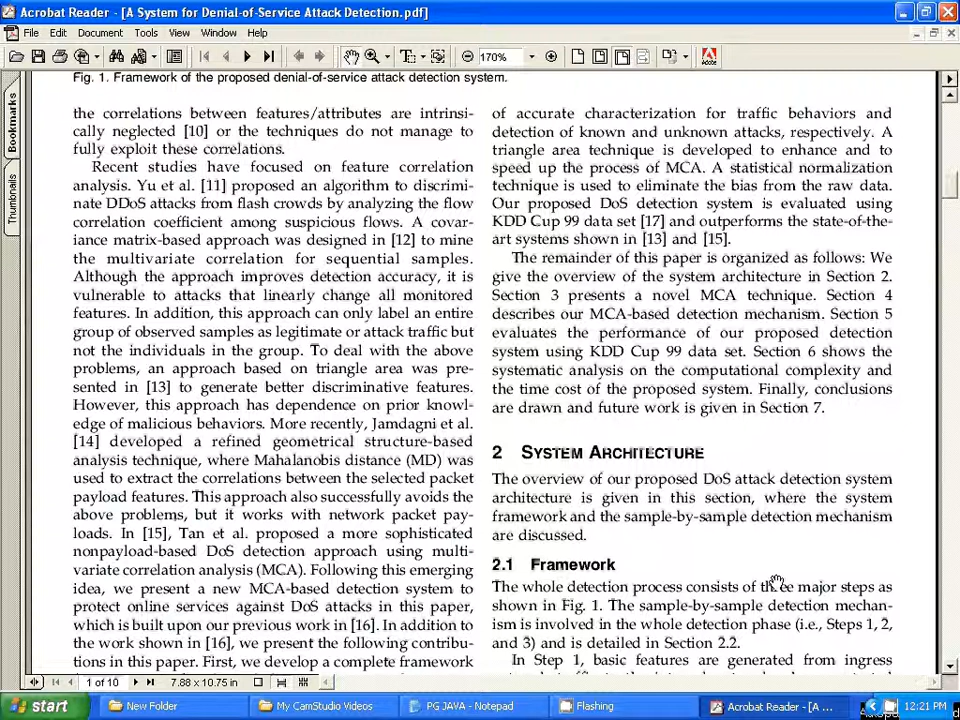 Acrobat Reader - [A System for Denial-of-Service Attack Detection.pdf]
File Edit Document Tools View Window Help
170%
Bookmarks
Thumbnails
Fig. 1. Framework of the proposed denial-of-service attack detection system.
the correlations between features/attributes are intrinsi-
cally neglected [10] or the techniques do not manage to
fully exploit these correlations.
Recent studies have focused on feature correlation
analysis. Yu et al. [11] proposed an algorithm to discrimi-
nate DDoS attacks from flash crowds by analyzing the flow
correlation coefficient among suspicious flows. A covar-
iance matrix-based approach was designed in [12] to mine
the multivariate correlation for sequential samples.
Although the approach improves detection accuracy, it is
vulnerable to attacks that linearly change all monitored
features. In addition, this approach can only label an entire
group of observed samples as legitimate or attack traffic but
not the individuals in the group. To deal with the above
problems, an approach based on triangle area was pre-
sented in [13] to generate better discriminative features.
However, this approach has dependence on prior knowl-
edge of malicious behaviors. More recently, Jamdagni et al.
[14] developed a refined geometrical structure-based
analysis technique, where Mahalanobis distance (MD) was
used to extract the correlations between the selected packet
payload features. This approach also successfully avoids the
above problems, but it works with network packet pay-
loads. In [15], Tan et al. proposed a more sophisticated
nonpayload-based DoS detection approach using multi-
variate correlation analysis (MCA). Following this emerging
idea, we present a new MCA-based detection system to
protect online services against DoS attacks in this paper,
which is built upon our previous work in [16]. In addition to
the work shown in [16], we present the following contribu-
tions in this paper. First, we develop a complete framework
of accurate characterization for traffic behaviors and
detection of known and unknown attacks, respectively. A
triangle area technique is developed to enhance and to
speed up the process of MCA. A statistical normalization
technique is used to eliminate the bias from the raw data.
Our proposed DoS detection system is evaluated using
KDD Cup 99 data set [17] and outperforms the state-of-the-
art systems shown in [13] and [15].
The remainder of this paper is organized as follows: We
give the overview of the system architecture in Section 2.
Section 3 presents a novel MCA technique. Section 4
describes our MCA-based detection mechanism. Section 5
evaluates the performance of our proposed detection
system using KDD Cup 99 data set. Section 6 shows the
systematic analysis on the computational complexity and
the time cost of the proposed system. Finally, conclusions
are drawn and future work is given in Section 7.
2 SYSTEM ARCHITECTURE
The overview of our proposed DoS attack detection system
architecture is given in this section, where the system
framework and the sample-by-sample detection mechanism
are discussed.
2.1 Framework
The whole detection process consists of three major steps as
shown in Fig. 1. The sample-by-sample detection mechan-
ism is involved in the whole detection phase (i.e., Steps 1, 2,
and 3) and is detailed in Section 2.2.
In Step 1, basic features are generated from ingress
1 of 10 7.88 x 10.75 in
start New Folder My CamStudio Videos PG JAVA - Notepad Flashing Acrobat Reader - [A ... 12:21 PM